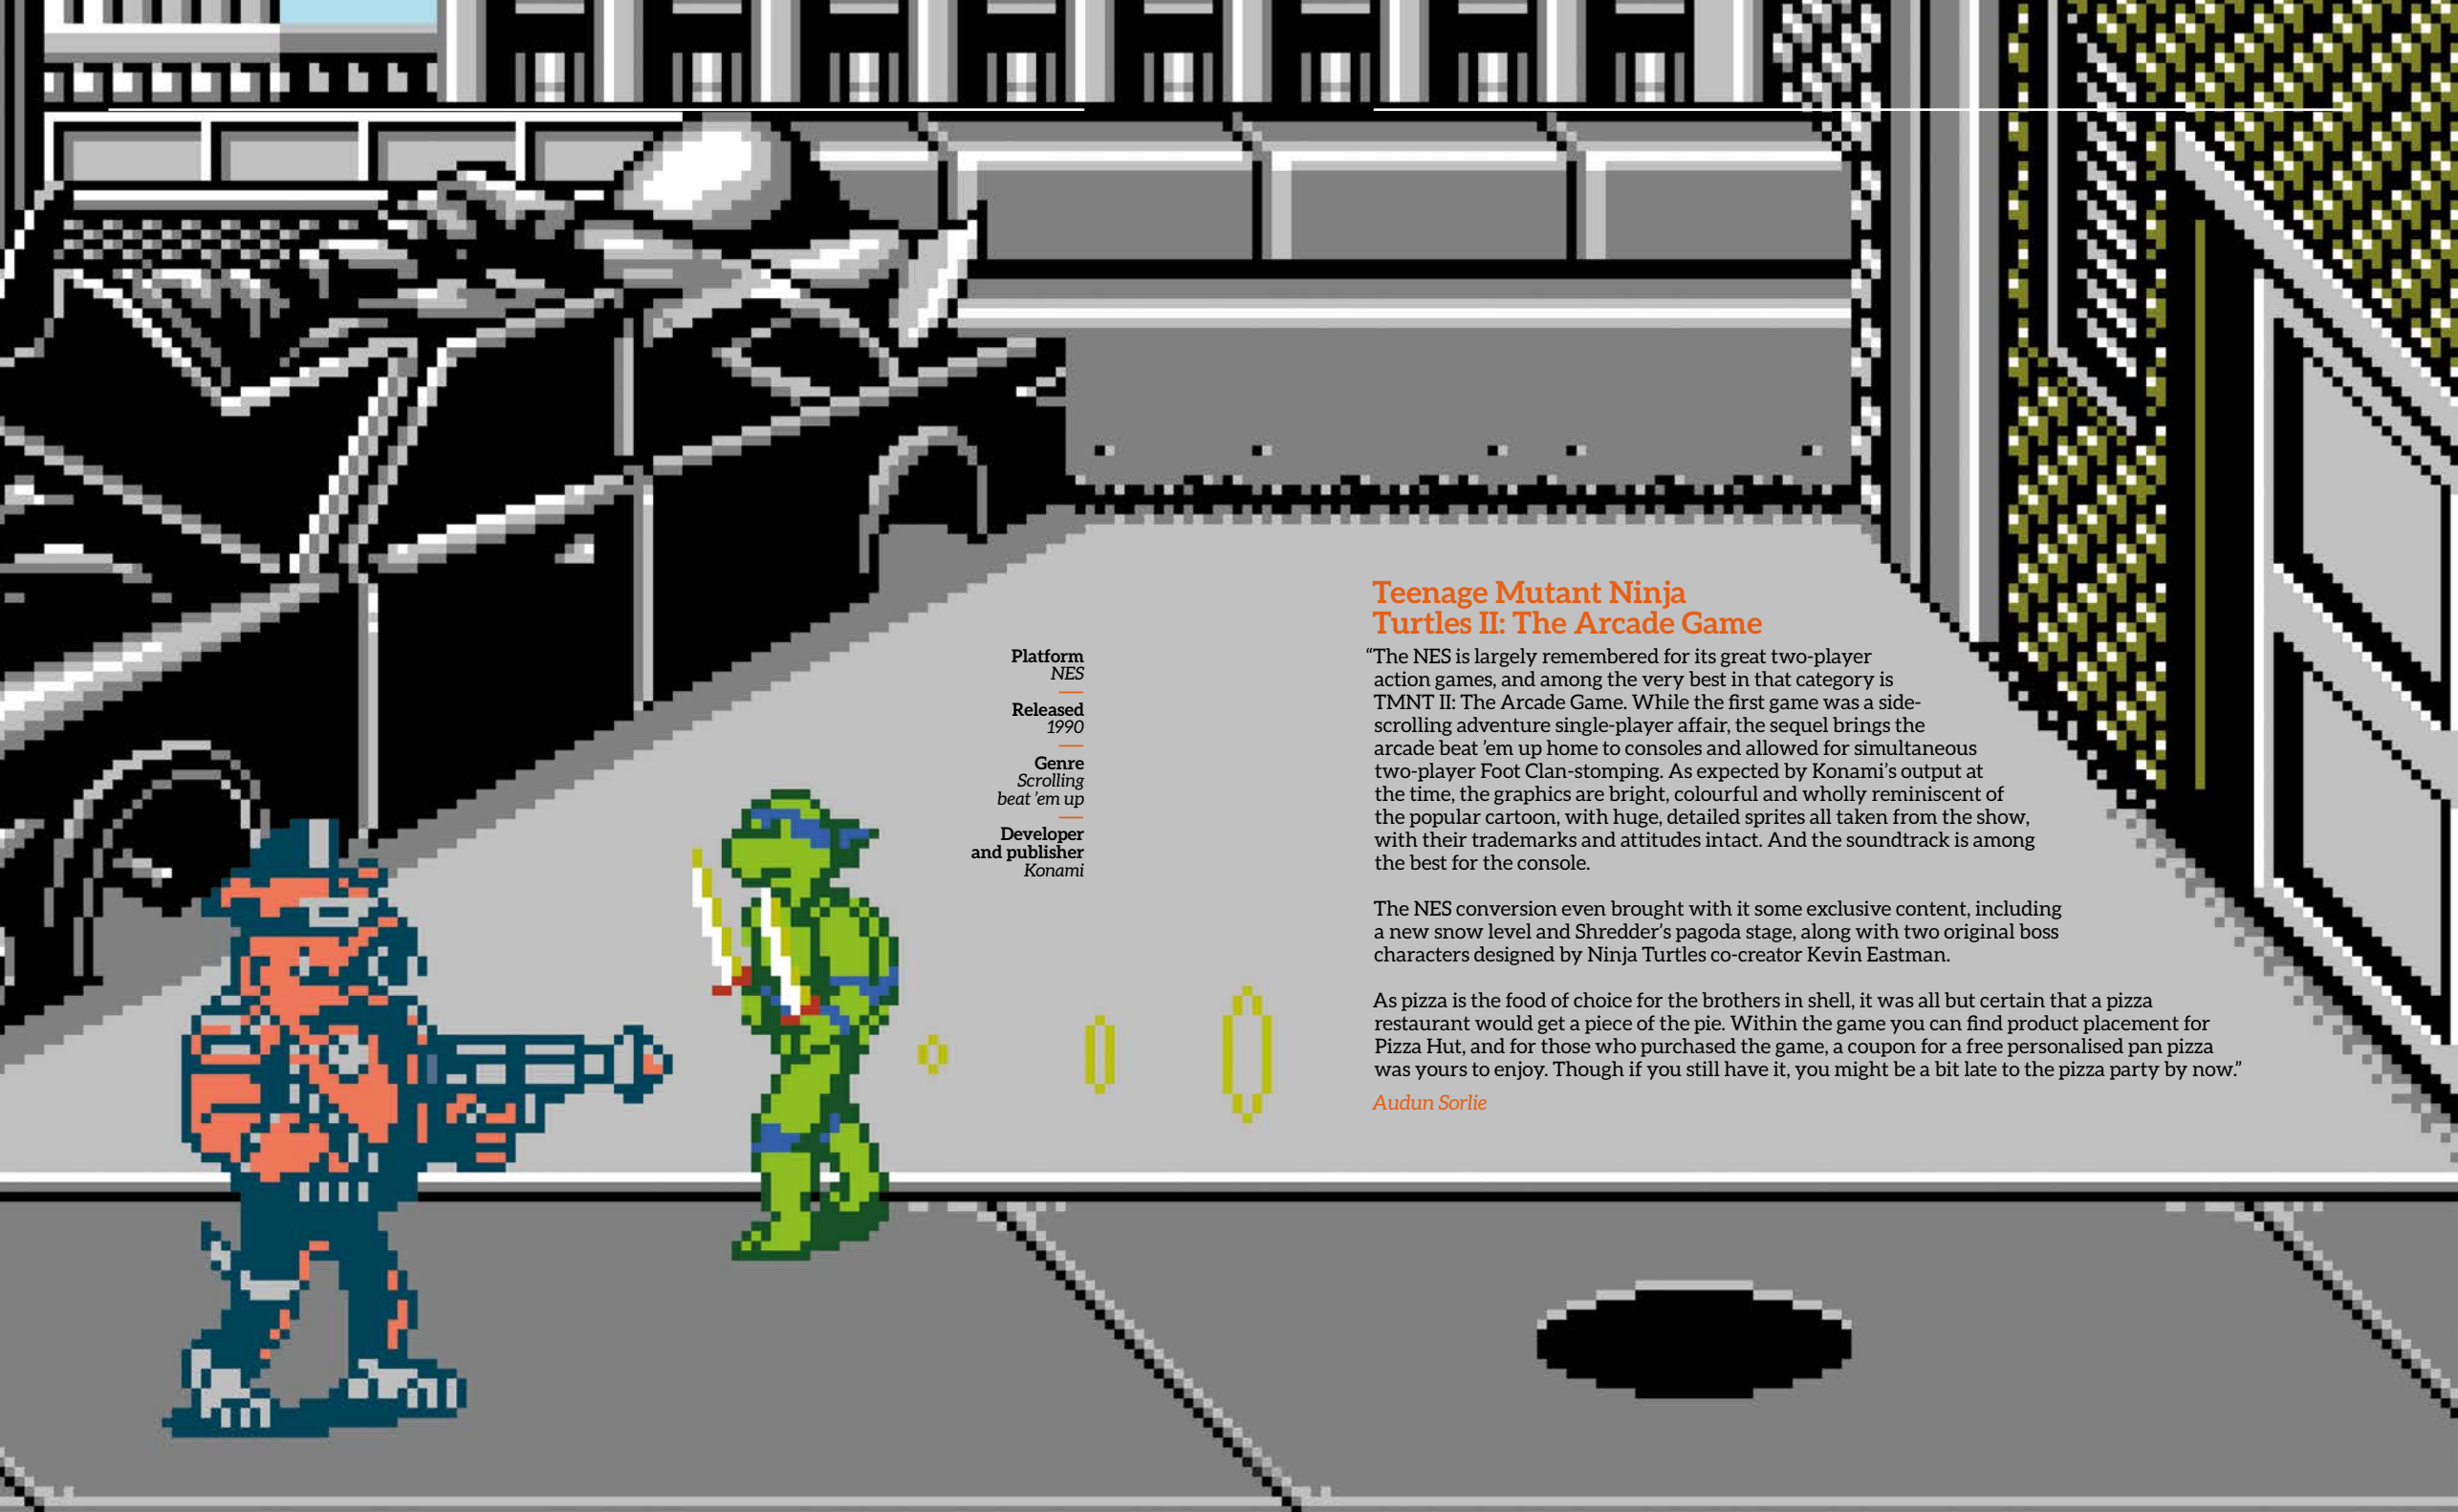 Teenage Mutant Ninja
Turtles II: The Arcade Game
Platform
NES
Released
1990
Genre
Scrolling
beat ’em up
Developer
and publisher
Konami
“The NES is largely remembered for its great two-player
action games, and among the very best in that category is
TMNT II: The Arcade Game. While the first game was a side-
scrolling adventure single-player affair, the sequel brings the
arcade beat ’em up home to consoles and allowed for simultaneous
two-player Foot Clan-stomping. As expected by Konami’s output at
the time, the graphics are bright, colourful and wholly reminiscent of
the popular cartoon, with huge, detailed sprites all taken from the show,
with their trademarks and attitudes intact. And the soundtrack is among
the best for the console.
The NES conversion even brought with it some exclusive content, including
a new snow level and Shredder’s pagoda stage, along with two original boss
characters designed by Ninja Turtles co-creator Kevin Eastman.
As pizza is the food of choice for the brothers in shell, it was all but certain that a pizza
restaurant would get a piece of the pie. Within the game you can find product placement for
Pizza Hut, and for those who purchased the game, a coupon for a free personalised pan pizza
was yours to enjoy. Though if you still have it, you might be a bit late to the pizza party by now.”
Audun Sorlie